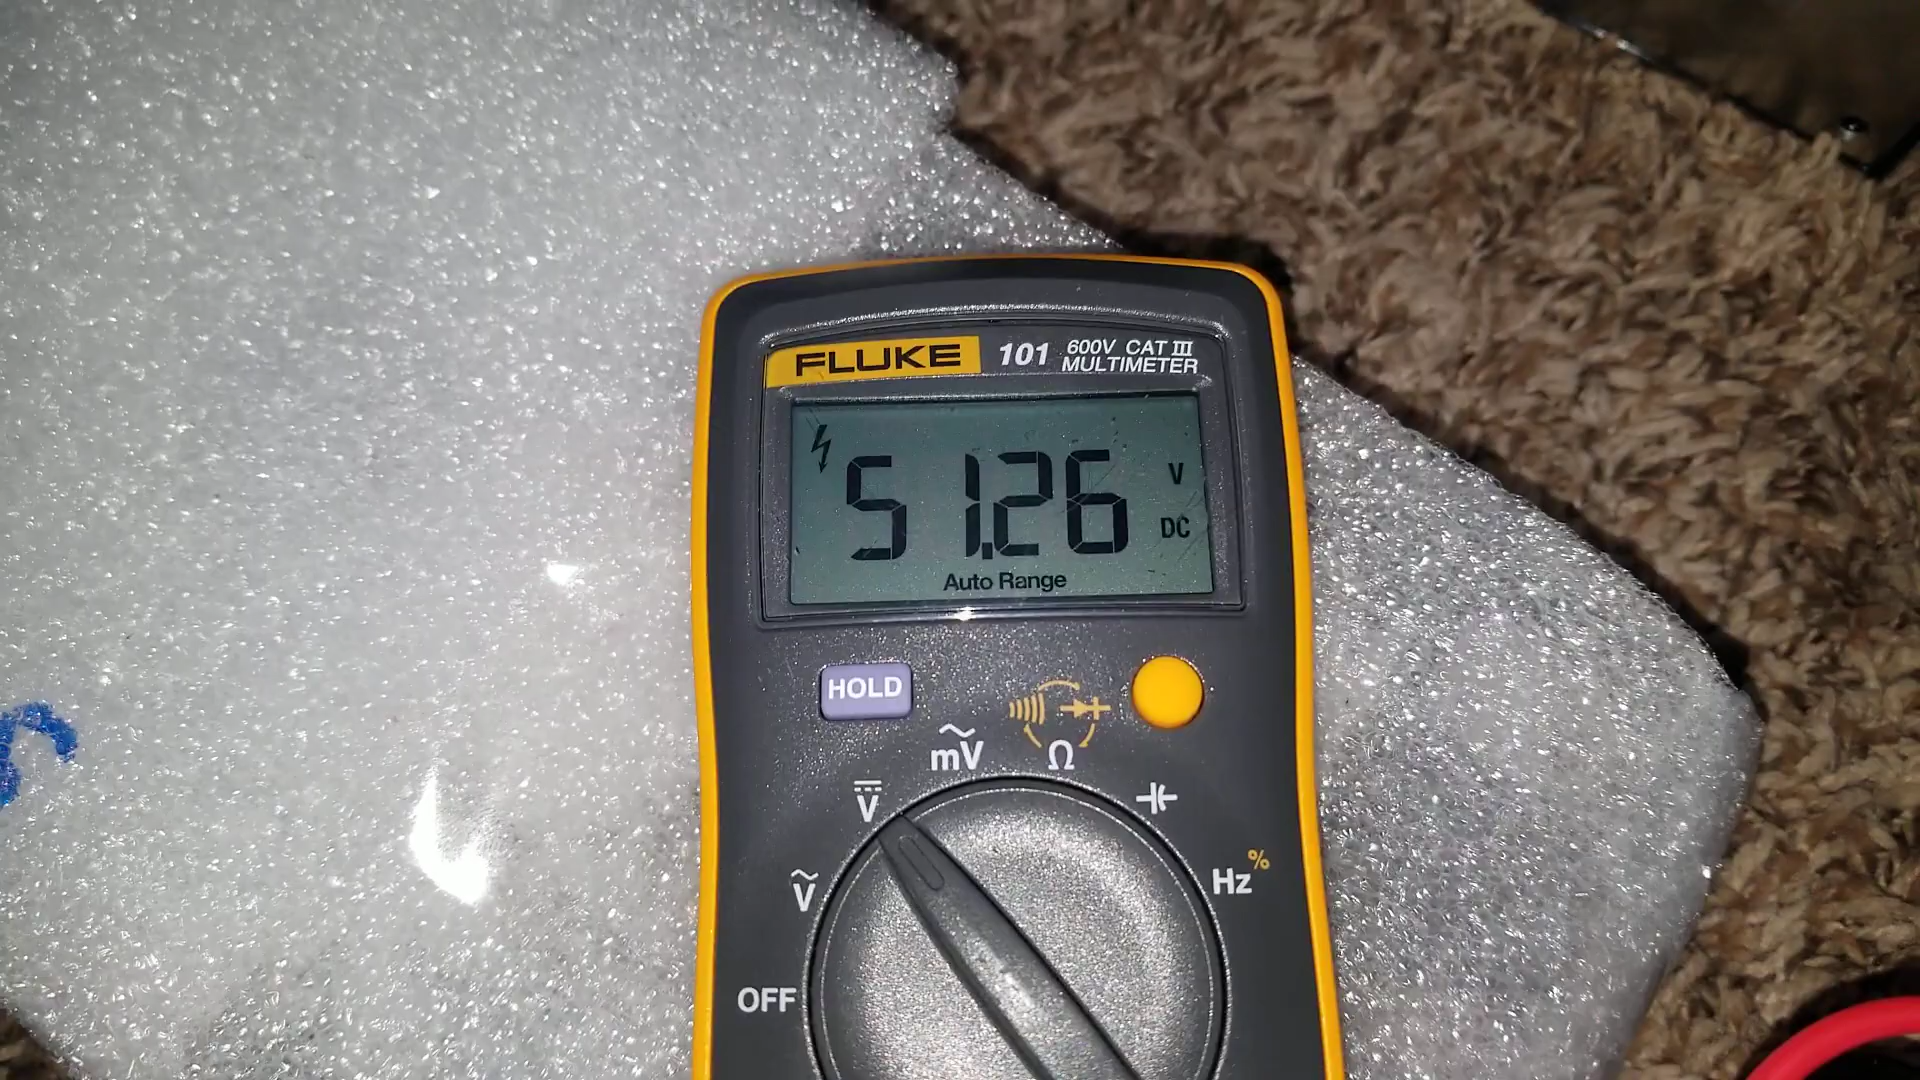 FLUKE 101 600V CAT III
MULTIMETER
51.26 V
DC
Auto Range
HOLD
mV Ω
V
V Hz %
OFF